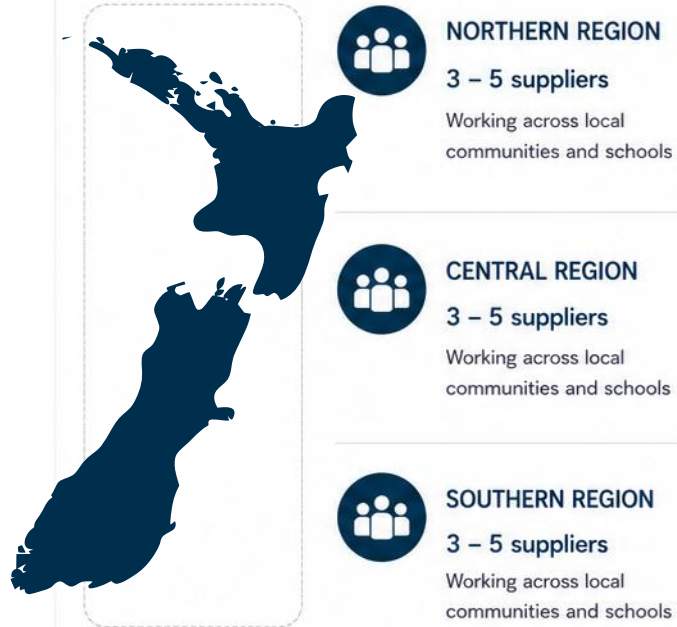 NORTHERN REGION
3 – 5 suppliers
Working across local
communities and schools
CENTRAL REGION
3 – 5 suppliers
Working across local
communities and schools
SOUTHERN REGION
3 – 5 suppliers
Working across local
communities and schools